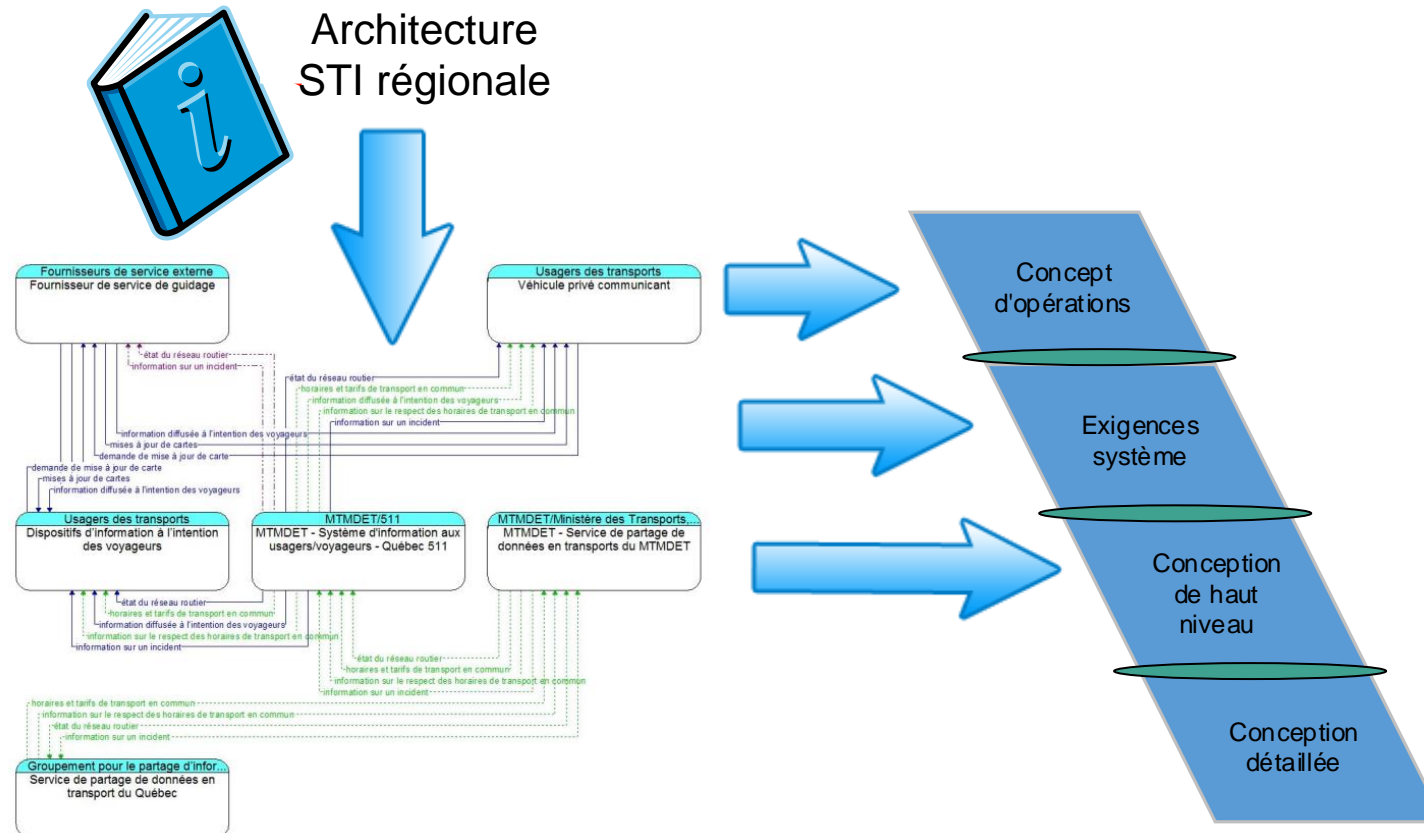 Architecture
STI régionale
i
Fournisseurs de service externe
Fournisseur de service de guidage
Usagers des transports
Véhicule privé communicant
état du réseau routier
information sur un incident
état du réseau routier
horaires et tarifs de transport en commun
information diffusée à l'intention des voyageurs
information sur le respect des horaires de transport en commun
information sur un incident
information diffusée à l'intention des voyageurs
mises à jour de cartes
demande de mise à jour de carte
demande de mise à jour de carte
mises à jour de cartes
information diffusée à l'intention des voyageurs
Usagers des transports
Dispositifs d'information à l'intention
des voyageurs
MTMDET/511
MTMDET - Système d'information aux
usagers/voyageurs - Québec 511
MTMDET/Ministère des Transports,...
MTMDET - Service de partage de
données en transports du MTMDET
état du réseau routier
horaires et tarifs de transport en commun
information diffusée à l'intention des voyageurs
information sur le respect des horaires de transport en commun
information sur un incident
état du réseau routier
horaires et tarifs de transport en commun
information sur le respect des horaires de transport en commun
information sur un incident
horaires et tarifs de transport en commun
information sur le respect des horaires de transport en commun
état du réseau routier
information sur un incident
Groupement pour le partage d'infor...
Service de partage de données en
transport du Québec
Concept
d'opérations
Exigences
système
Conception
de haut
niveau
Conception
détaillée